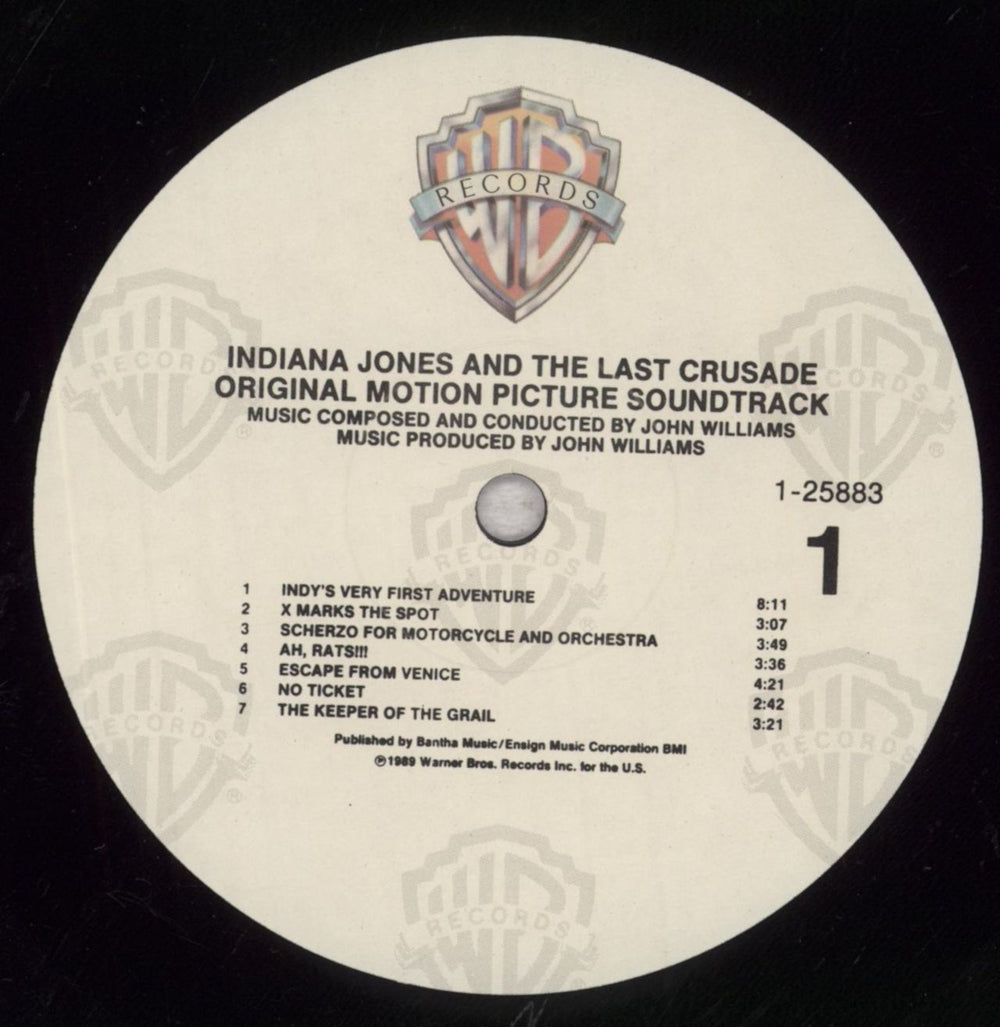 WB
RECORDS
INDIANA JONES AND THE LAST CRUSADE
ORIGINAL MOTION PICTURE SOUNDTRACK
MUSIC COMPOSED AND CONDUCTED BY JOHN WILLIAMS
MUSIC PRODUCED BY JOHN WILLIAMS
1-25883
1
1 INDY'S VERY FIRST ADVENTURE 8:11
2 X MARKS THE SPOT 3:07
3 SCHERZO FOR MOTORCYCLE AND ORCHESTRA 3:49
4 AH, RATS!!! 3:36
5 ESCAPE FROM VENICE 4:21
6 NO TICKET 2:42
7 THE KEEPER OF THE GRAIL 3:21
Published by Bantha Music/Ensign Music Corporation BMI
℗1989 Warner Bros. Records Inc. for the U.S.